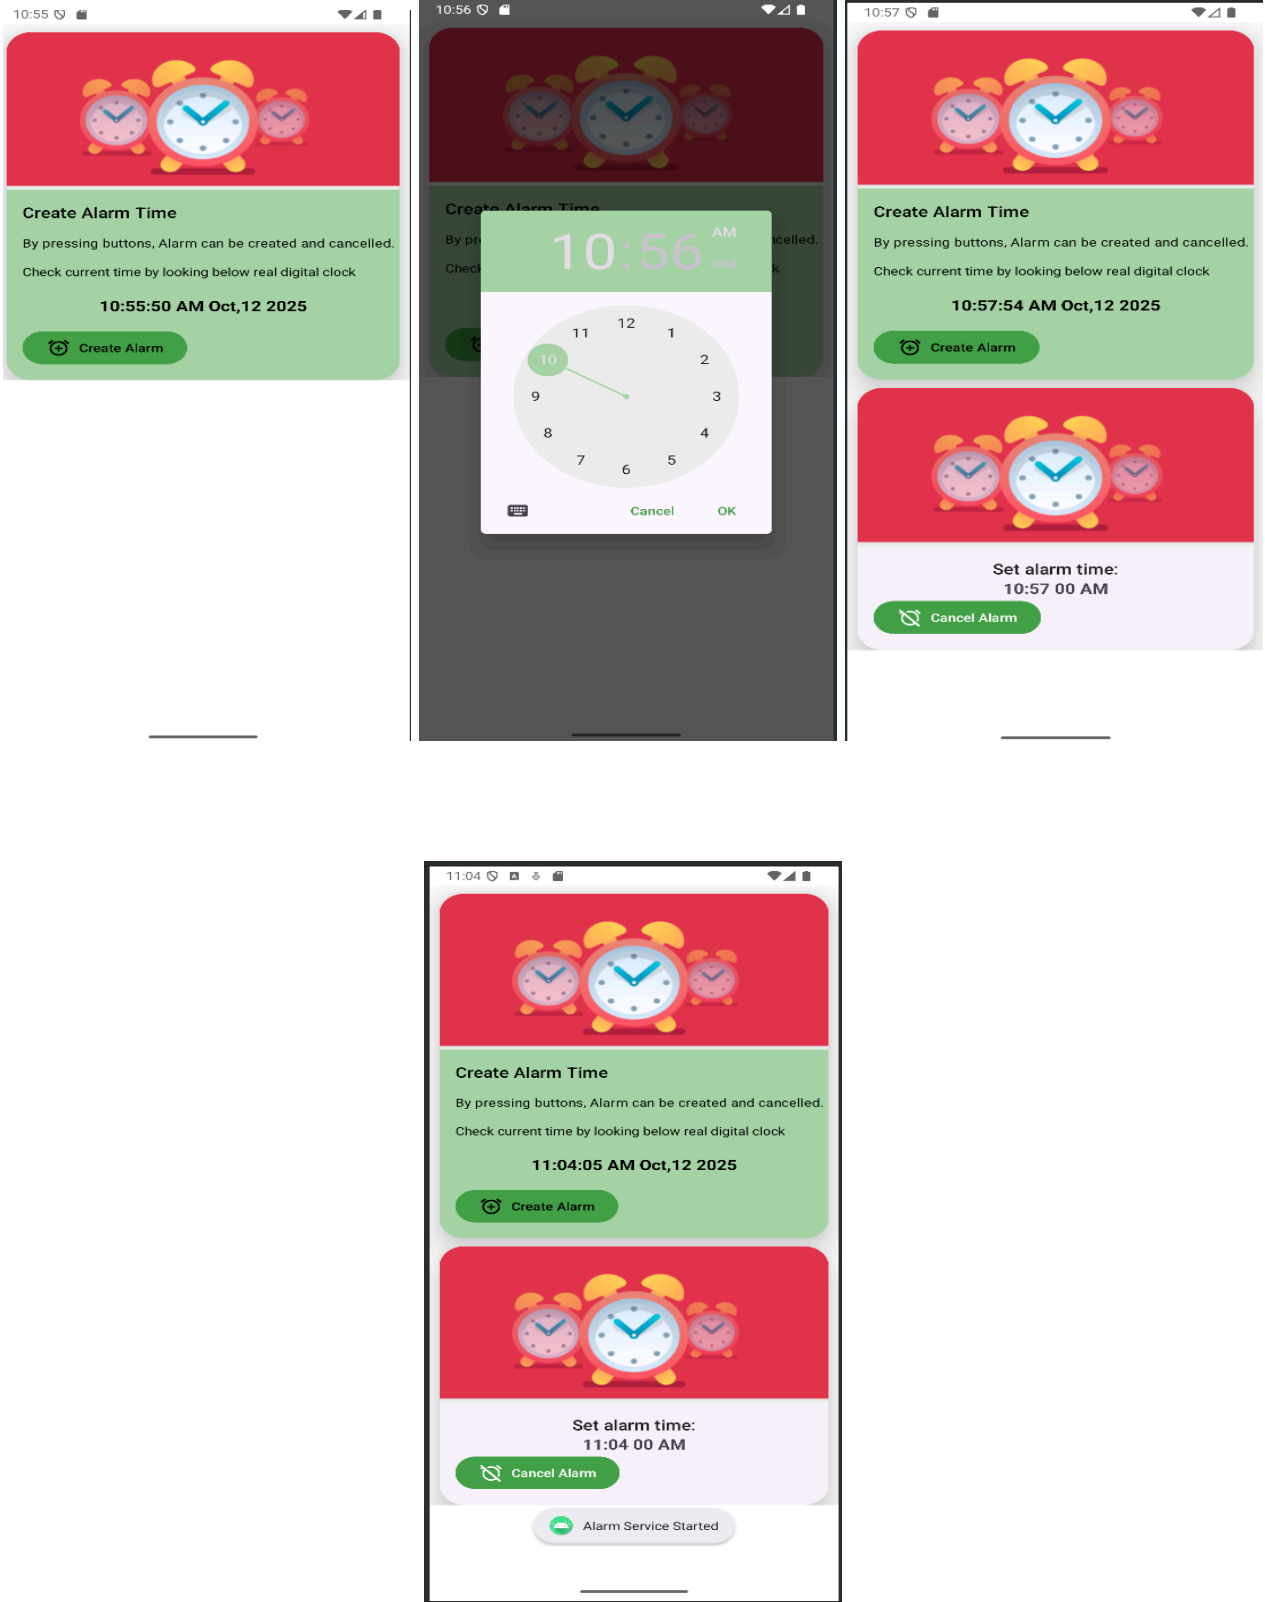 10:55
Create Alarm Time
By pressing buttons, Alarm can be created and cancelled.
Check current time by looking below real digital clock
10:55:50 AM Oct,12 2025
Create Alarm
10:56
Create Alarm Time
By pr
ncelled.
Check
k
10:56
AM
PM
12
1
2
3
4
5
6
7
8
9
10
11
Cancel
OK
10:57
Create Alarm Time
By pressing buttons, Alarm can be created and cancelled.
Check current time by looking below real digital clock
10:57:54 AM Oct,12 2025
Create Alarm
Set alarm time:
10:57 00 AM
Cancel Alarm
11:04
Create Alarm Time
By pressing buttons, Alarm can be created and cancelled.
Check current time by looking below real digital clock
11:04:05 AM Oct,12 2025
Create Alarm
Set alarm time:
11:04 00 AM
Cancel Alarm
Alarm Service Started